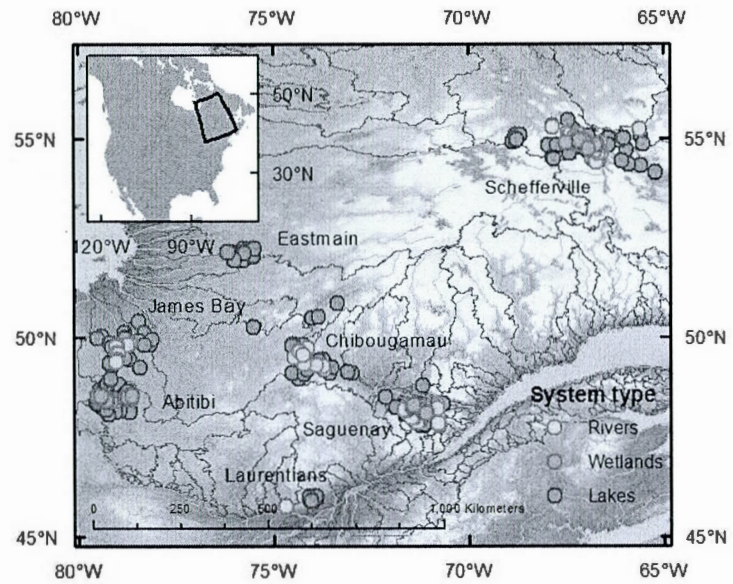 80°W 75°W 70°W 65°W
50°N
55°N 55°N
30°N
Schefferville
120°W 90°W Eastmain
James Bay
50°N 50°N
Chibougamau
System type
Abitibi
Rivers
Saguenay
Wetlands
Laurentians
Lakes
0 250 500 1,000 Kilometers
45°N 45°N
80°W 75°W 70°W 65°W